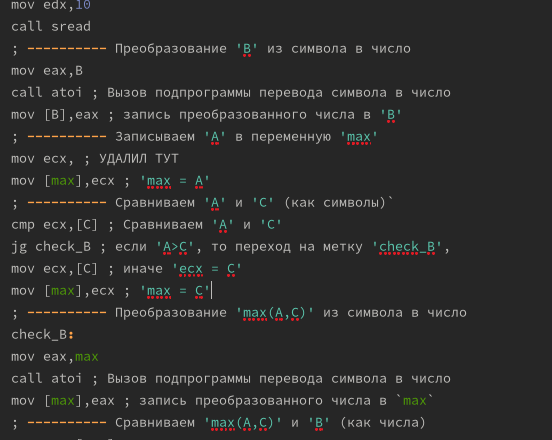 mov edx,10
call sread
; ---------- Преобразование 'B' из символа в число
mov eax,B
call atoi ; Вызов подпрограммы перевода символа в число
mov [B],eax ; запись преобразованного числа в 'B'
; ---------- Записываем 'A' в переменную 'max'
mov ecx, ; УДАЛИЛ ТУТ
mov [max],ecx ; 'max = A'
; ---------- Сравниваем 'A' и 'C' (как символы)`
cmp ecx,[C] ; Сравниваем 'A' и 'C'
jg check_B ; если 'A>C', то переход на метку 'check_B',
mov ecx,[C] ; иначе 'ecx = C'
mov [max],ecx ; 'max = C'
; ---------- Преобразование 'max(A,C)' из символа в число
check_B:
mov eax,max
call atoi ; Вызов подпрограммы перевода символа в число
mov [max],eax ; запись преобразованного числа в `max`
; ---------- Сравниваем 'max(A,C)' и 'B' (как числа)